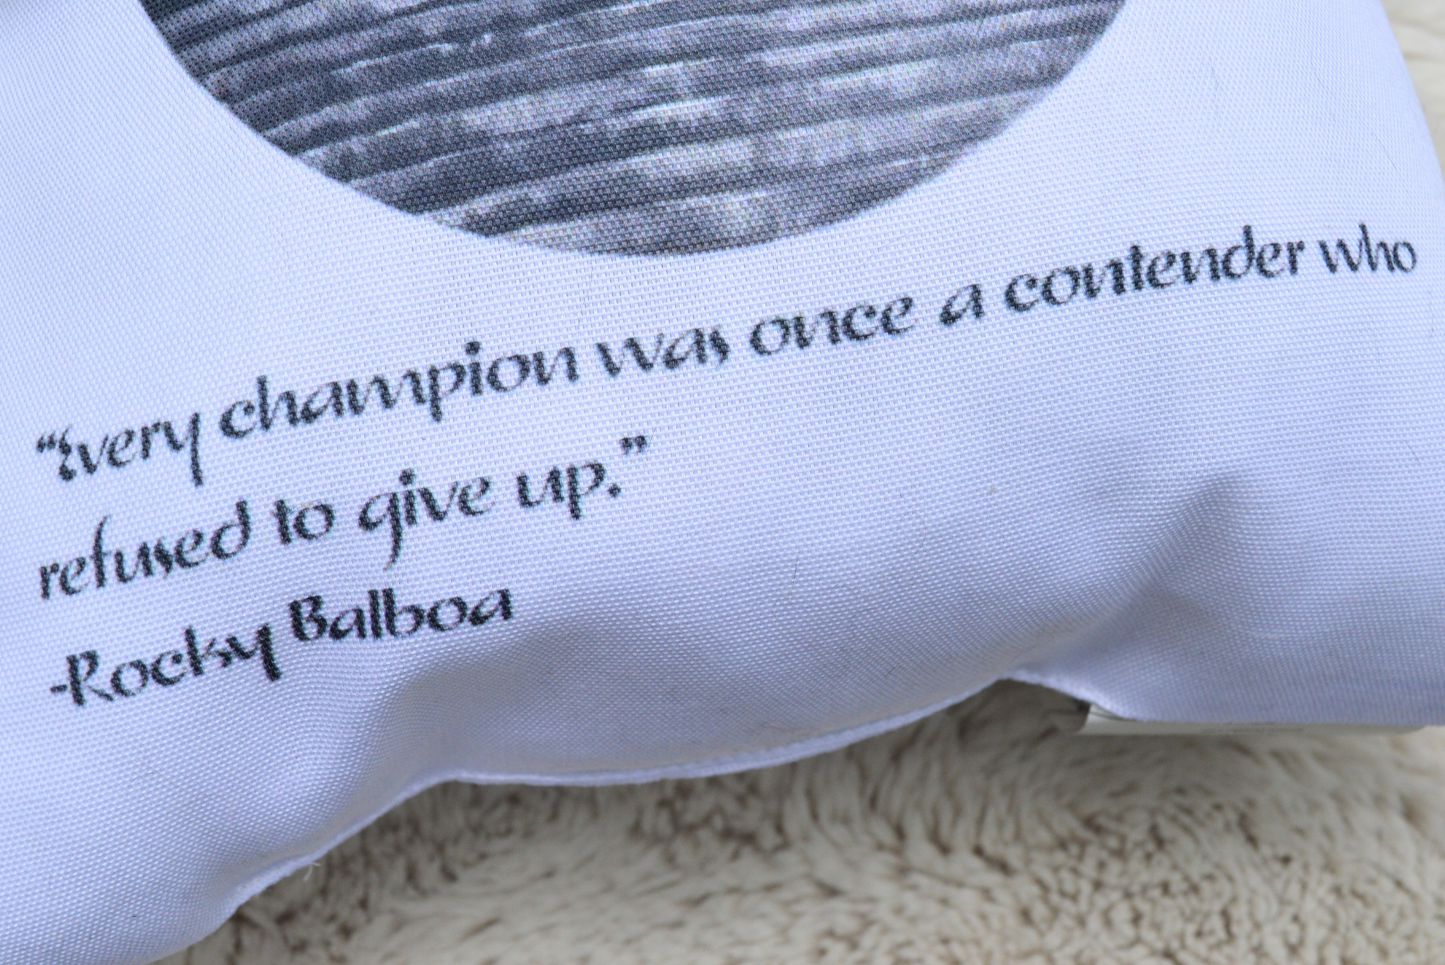 “Every champion was once a contender who
refused to give up.”
-Rocky Balboa